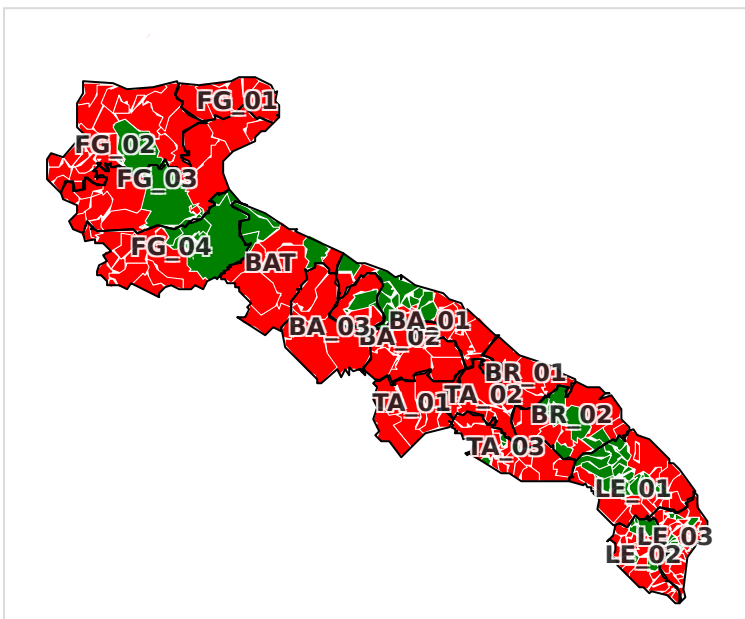 FG_01
FG_02
FG_03
FG_04
BAT
BA_01
BA_03
BA_02
BR_01
TA_02
TA_01
BR_02
TA_03
LE_01
LE_03
LE_02